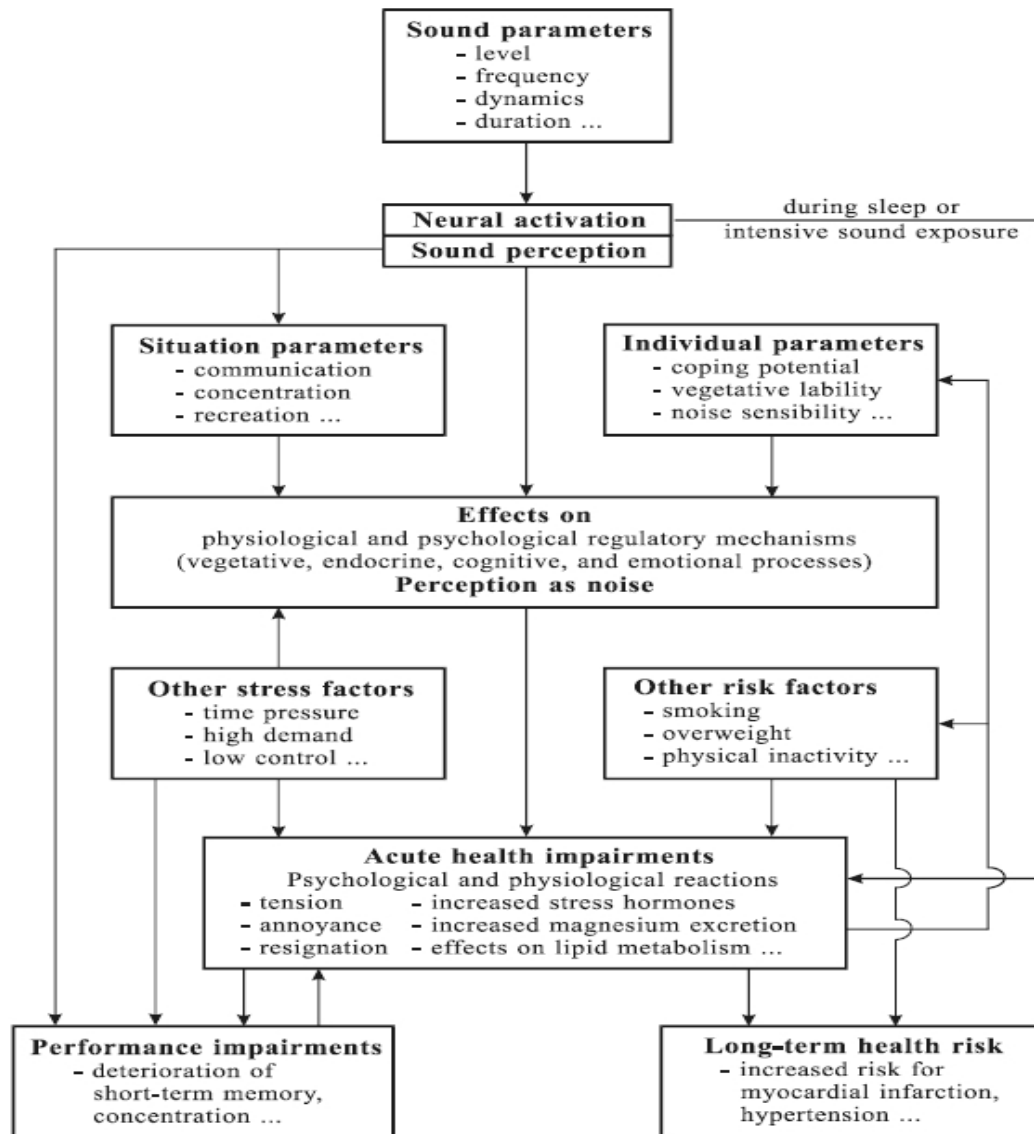 Sound parameters
- level
- frequency
- dynamics
- duration ...
Neural activation
during sleep or
intensive sound exposure
Sound perception
Situation parameters
- communication
- concentration
- recreation ...
Individual parameters
- coping potential
- vegetative lability
- noise sensibility ...
Effects on
physiological and psychological regulatory mechanisms
(vegetative, endocrine, cognitive, and emotional processes)
Perception as noise
Other stress factors
- time pressure
- high demand
- low control ...
Other risk factors
- smoking
- overweight
- physical inactivity ...
Acute health impairments
Psychological and physiological reactions
- tension - increased stress hormones
- annoyance - increased magnesium excretion
- resignation - effects on lipid metabolism ...
Performance impairments
- deterioration of
short-term memory,
concentration ...
Long-term health risk
- increased risk for
myocardial infarction,
hypertension ...